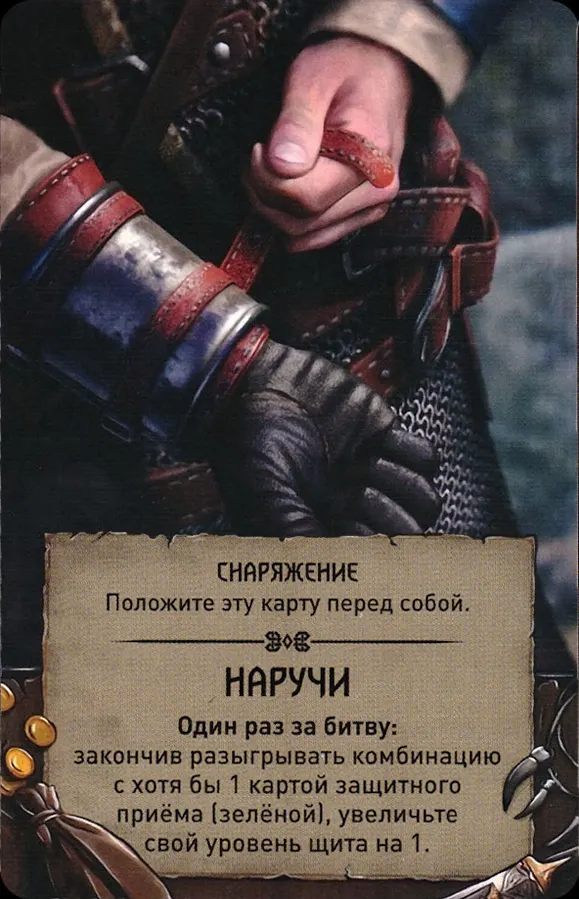 СНАРЯЖЕНИЕ
Положите эту карту перед собой.
НАРУЧИ
Один раз за битву:
закончив разыгрывать комбинацию
с хотя бы 1 картой защитного
приёма (зелёной), увеличьте
свой уровень щита на 1.